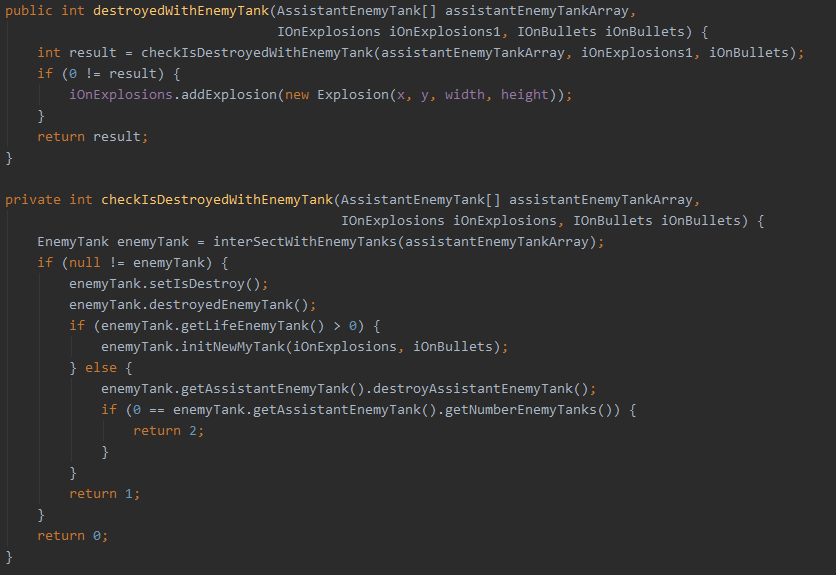 public int destroyedWithEnemyTank(AssistantEnemyTank[] assistantEnemyTankArray,
                                  IOnExplosions iOnExplosions1, IOnBullets iOnBullets) {
    int result = checkIsDestroyedWithEnemyTank(assistantEnemyTankArray, iOnExplosions1, iOnBullets);
    if (0 != result) {
        iOnExplosions.addExplosion(new Explosion(x, y, width, height));
    }
    return result;
}

private int checkIsDestroyedWithEnemyTank(AssistantEnemyTank[] assistantEnemyTankArray,
                                          IOnExplosions iOnExplosions, IOnBullets iOnBullets) {
    EnemyTank enemyTank = interSectWithEnemyTanks(assistantEnemyTankArray);
    if (null != enemyTank) {
        enemyTank.setIsDestroy();
        enemyTank.destroyedEnemyTank();
        if (enemyTank.getLifeEnemyTank() > 0) {
            enemyTank.initNewMyTank(iOnExplosions, iOnBullets);
        } else {
            enemyTank.getAssistantEnemyTank().destroyAssistantEnemyTank();
            if (0 == enemyTank.getAssistantEnemyTank().getNumberEnemyTanks()) {
                return 2;
            }
        }
        return 1;
    }
    return 0;
}